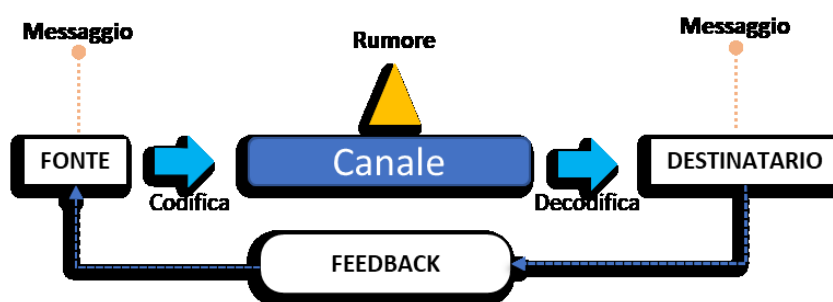 Messaggio
Messaggio
Rumore
FONTE
Canale
DESTINATARIO
Codifica
Decodifica
FEEDBACK